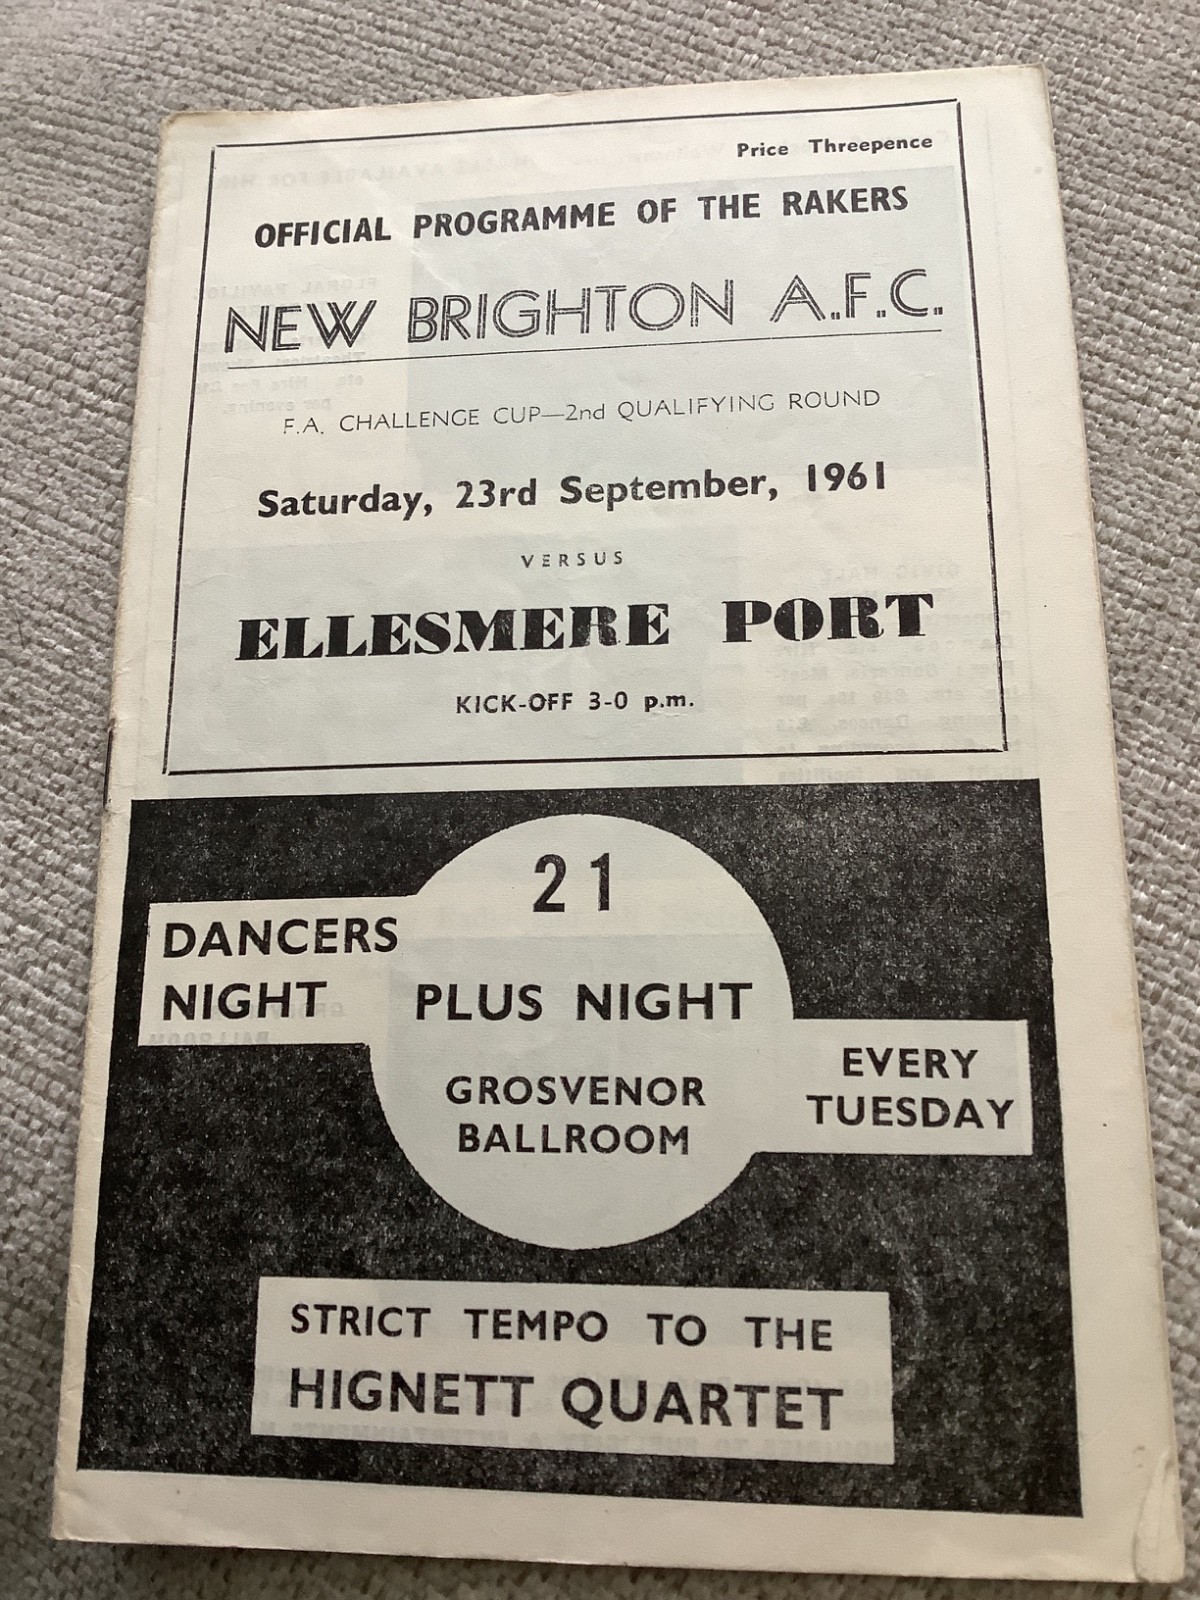 Price Threepence
OFFICIAL PROGRAMME OF THE RAKERS
NEW BRIGHTON A.F.C.
F.A. CHALLENGE CUP—2nd QUALIFYING ROUND
Saturday, 23rd September, 1961
VERSUS
ELLESMERE PORT
KICK-OFF 3-0 p.m.
21
DANCERS
NIGHT
PLUS NIGHT
GROSVENOR
BALLROOM
EVERY
TUESDAY
STRICT TEMPO TO THE
HIGNETT QUARTET